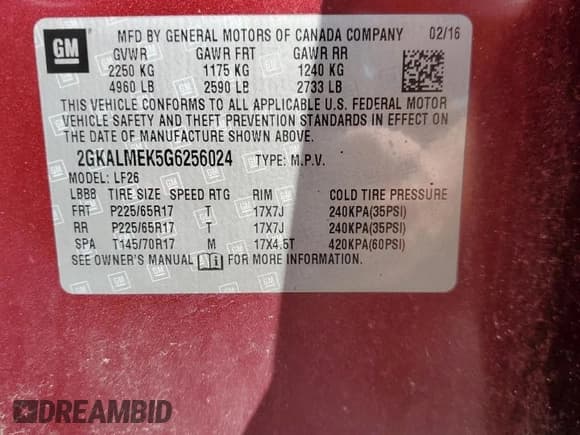 GM
MFD BY GENERAL MOTORS OF CANADA COMPANY 02/16
GVWR GAWR FRT GAWR RR
2250 KG 1175 KG 1240 KG
4960 LB 2590 LB 2733 LB
THIS VEHICLE CONFORMS TO ALL APPLICABLE U.S. FEDERAL MOTOR
VEHICLE SAFETY AND THEFT PREVENTION STANDARDS IN EFFECT ON
THE DATE OF MANUFACTURE SHOWN ABOVE.
2GKALMEK5G6256024 TYPE: M.P.V.
MODEL: LF26
LBB8 TIRE SIZE SPEED RTG RIM COLD TIRE PRESSURE
FRT P225/65R17 T 17X7J 240KPA(35PSI)
RR P225/65R17 T 17X7J 240KPA(35PSI)
SPA T145/70R17 M 17X4.5T 420KPA(60PSI)
SEE OWNER'S MANUAL FOR MORE INFORMATION.
DREAMBID